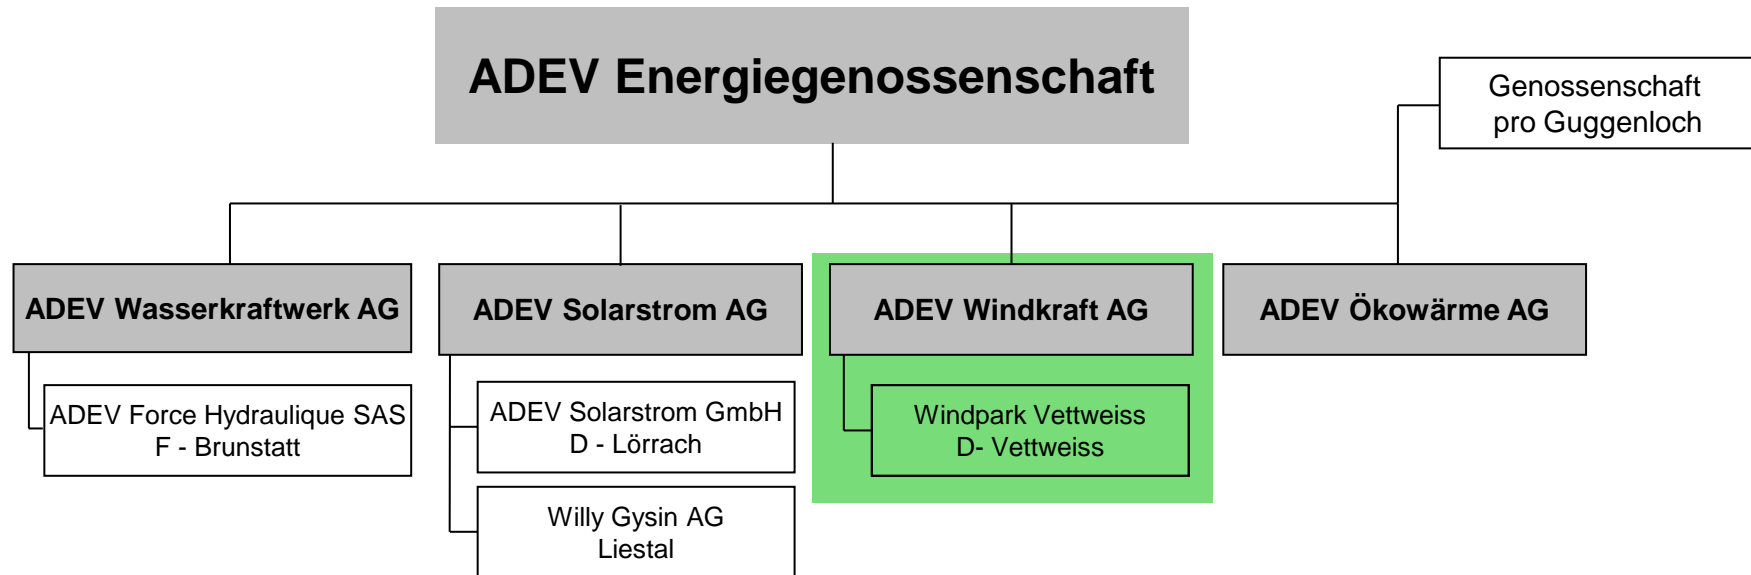 ADEV Energiegenossenschaft
Genossenschaft
pro Guggenloch
ADEV Wasserkraftwerk AG
ADEV Solarstrom AG
ADEV Windkraft AG
ADEV Ökowärme AG
ADEV Force Hydraulique SAS
F - Brunstatt
ADEV Solarstrom GmbH
D - Lörrach
Windpark Vettweiss
D- Vettweiss
Willy Gysin AG
Liestal